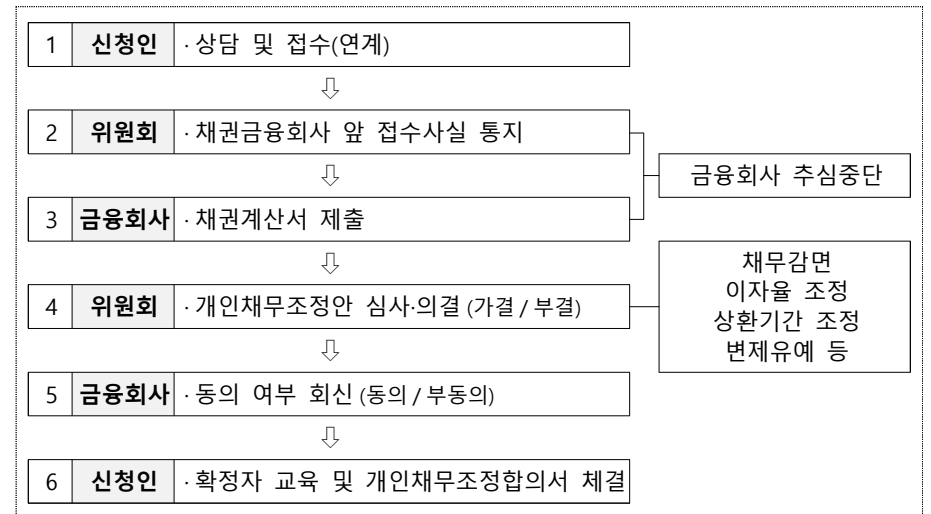 1 신청인 · 상담 및 접수(연계)
⇩
2 위원회 · 채권금융회사 앞 접수사실 통지
⇩
금융회사 추심중단
3 금융회사 · 채권계산서 제출
⇩
4 위원회 · 개인채무조정안 심사·의결 (가결 / 부결)
채무감면
이자율 조정
상환기간 조정
변제유예 등
⇩
5 금융회사 · 동의 여부 회신 (동의 / 부동의)
⇩
6 신청인 · 확정자 교육 및 개인채무조정합의서 체결